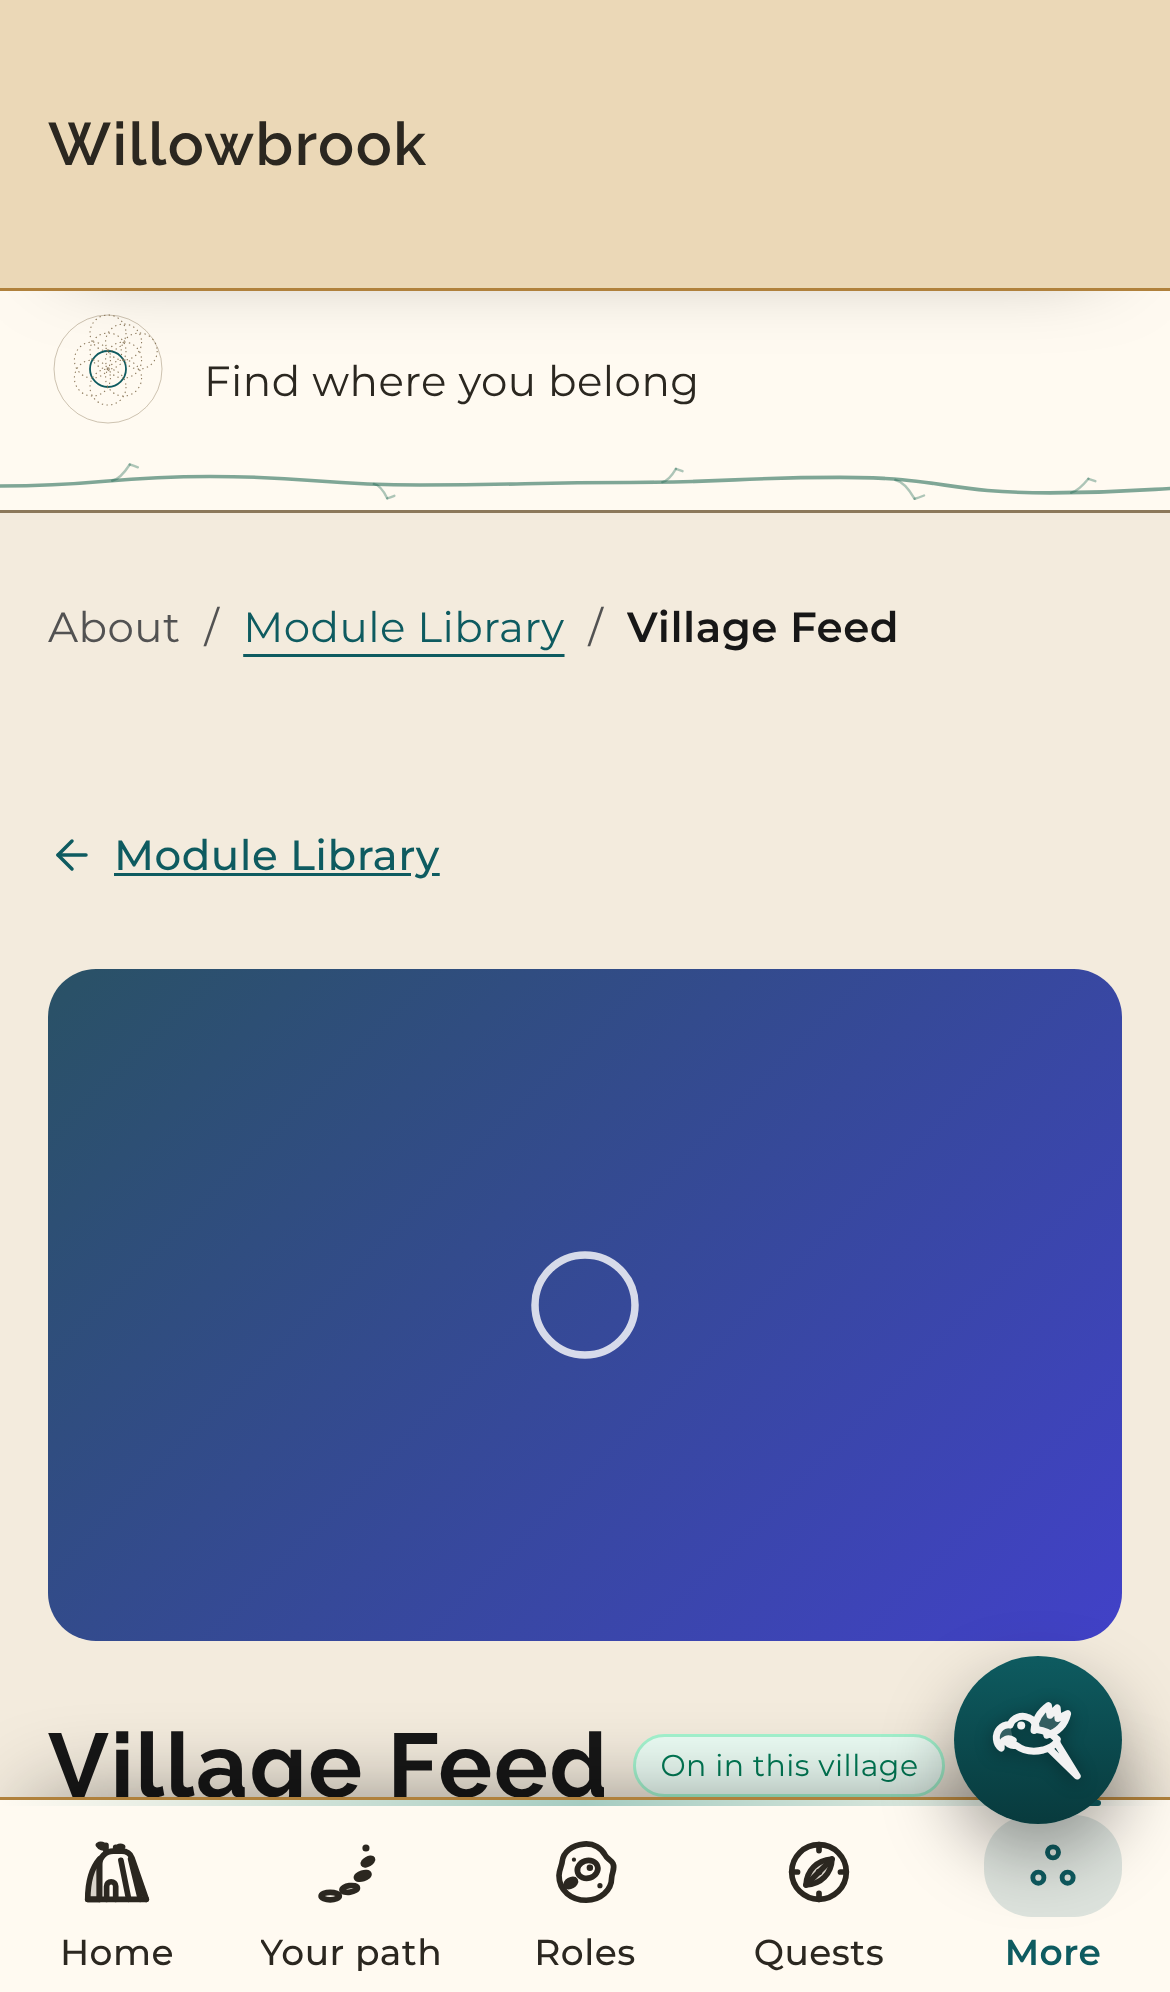 Willowbrook
Find where you belong
About / Module Library / Village Feed
← Module Library
Village Feed On in this village
Home Your path Roles Quests More